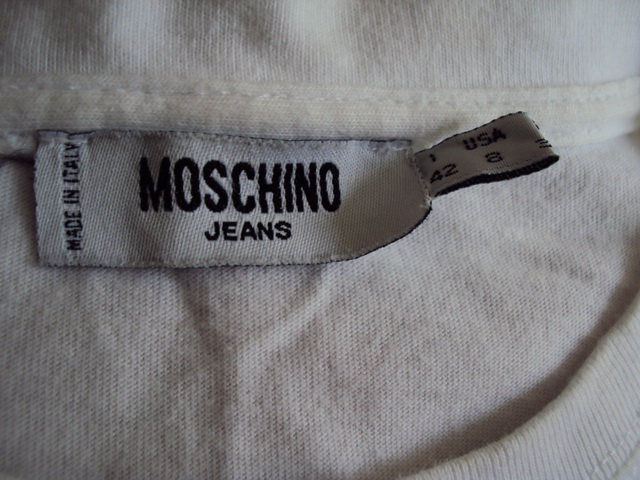 MADE IN ITALY
MOSCHINO
JEANS
I USA
42 8